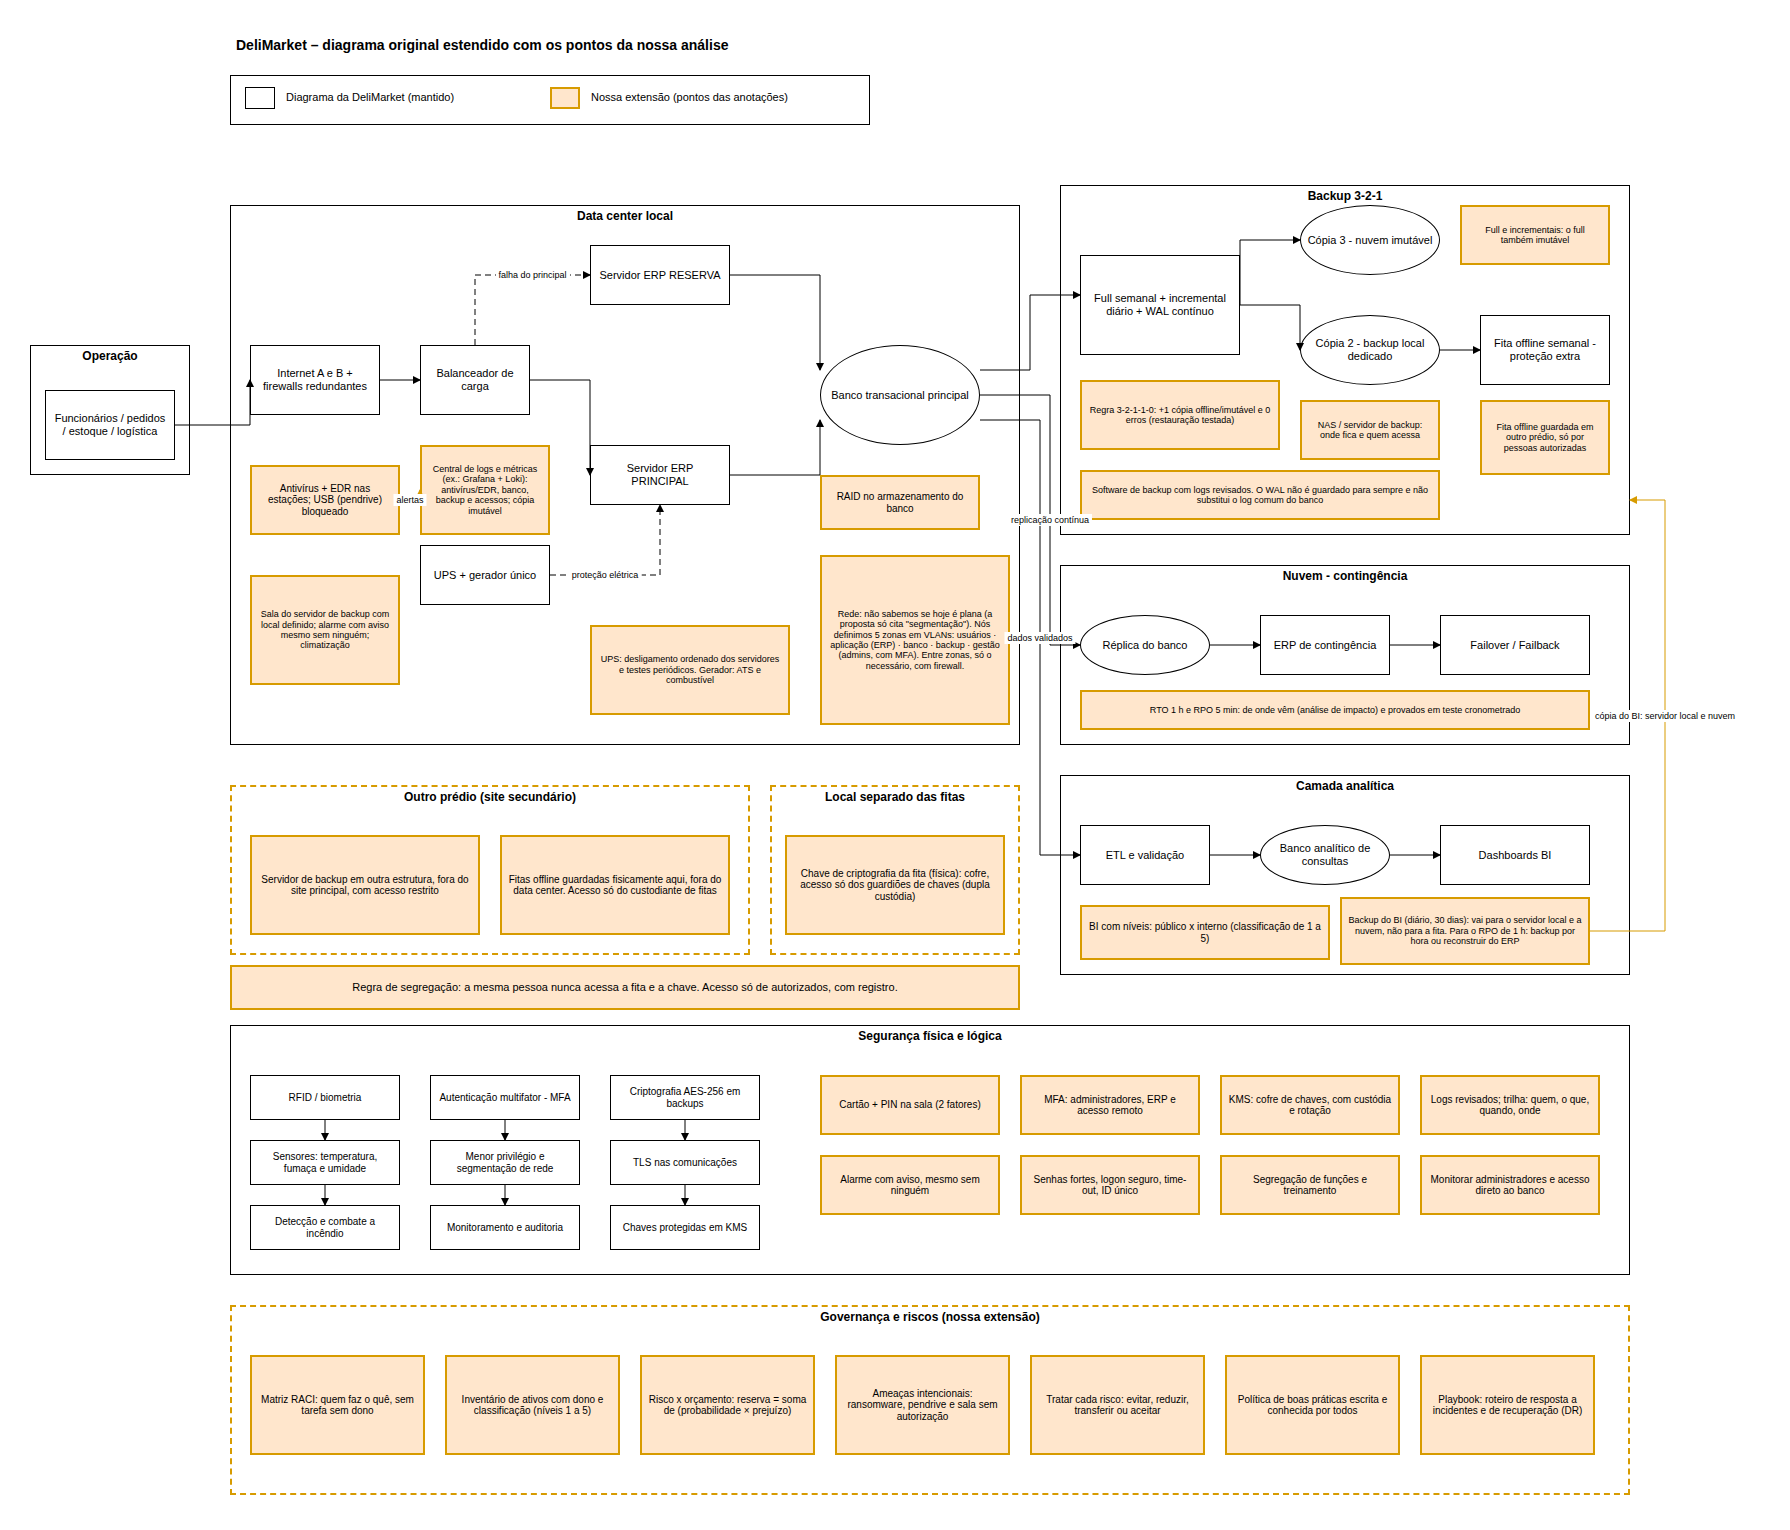 DeliMarket – diagrama original estendido com os pontos da nossa análise
Diagrama da DeliMarket (mantido)
Nossa extensão (pontos das anotações)
Operação
Funcionários / pedidos
/ estoque / logística
Data center local
Internet A e B +
firewalls redundantes
Balanceador de
carga
falha do principal
Servidor ERP RESERVA
Servidor ERP
PRINCIPAL
Banco transacional principal
Antivírus + EDR nas
estações; USB (pendrive)
bloqueado
alertas
Central de logs e métricas
(ex.: Grafana + Loki):
antivírus/EDR, banco,
backup e acessos; cópia
imutável
RAID no armazenamento do
banco
UPS + gerador único
proteção elétrica
Sala do servidor de backup com
local definido; alarme com aviso
mesmo sem ninguém;
climatização
UPS: desligamento ordenado dos servidores
e testes periódicos. Gerador: ATS e
combustível
Rede: não sabemos se hoje é plana (a
proposta só cita "segmentação"). Nós
definimos 5 zonas em VLANs: usuários ·
aplicação (ERP) · banco · backup · gestão
(admins, com MFA). Entre zonas, só o
necessário, com firewall.
replicação contínua
dados validados
Backup 3-2-1
Full semanal + incremental
diário + WAL contínuo
Cópia 3 - nuvem imutável
Full e incrementais: o full
também imutável
Cópia 2 - backup local
dedicado
Fita offline semanal -
proteção extra
Regra 3-2-1-1-0: +1 cópia offline/imutável e 0
erros (restauração testada)
NAS / servidor de backup:
onde fica e quem acessa
Fita offline guardada em
outro prédio, só por
pessoas autorizadas
Software de backup com logs revisados. O WAL não é guardado para sempre e não
substitui o log comum do banco
Nuvem - contingência
Réplica do banco
ERP de contingência
Failover / Failback
RTO 1 h e RPO 5 min: de onde vêm (análise de impacto) e provados em teste cronometrado
cópia do BI: servidor local e nuvem
Camada analítica
ETL e validação
Banco analítico de
consultas
Dashboards BI
BI com níveis: público x interno (classificação de 1 a
5)
Backup do BI (diário, 30 dias): vai para o servidor local e a
nuvem, não para a fita. Para o RPO de 1 h: backup por
hora ou reconstruir do ERP
Outro prédio (site secundário)
Servidor de backup em outra estrutura, fora do
site principal, com acesso restrito
Fitas offline guardadas fisicamente aqui, fora do
data center. Acesso só do custodiante de fitas
Local separado das fitas
Chave de criptografia da fita (física): cofre,
acesso só dos guardiões de chaves (dupla
custódia)
Regra de segregação: a mesma pessoa nunca acessa a fita e a chave. Acesso só de autorizados, com registro.
Segurança física e lógica
RFID / biometria
Autenticação multifator - MFA
Criptografia AES-256 em
backups
Sensores: temperatura,
fumaça e umidade
Menor privilégio e
segmentação de rede
TLS nas comunicações
Detecção e combate a
incêndio
Monitoramento e auditoria
Chaves protegidas em KMS
Cartão + PIN na sala (2 fatores)
MFA: administradores, ERP e
acesso remoto
KMS: cofre de chaves, com custódia
e rotação
Logs revisados; trilha: quem, o que,
quando, onde
Alarme com aviso, mesmo sem
ninguém
Senhas fortes, logon seguro, time-
out, ID único
Segregação de funções e
treinamento
Monitorar administradores e acesso
direto ao banco
Governança e riscos (nossa extensão)
Matriz RACI: quem faz o quê, sem
tarefa sem dono
Inventário de ativos com dono e
classificação (níveis 1 a 5)
Risco x orçamento: reserva = soma
de (probabilidade × prejuízo)
Ameaças intencionais:
ransomware, pendrive e sala sem
autorização
Tratar cada risco: evitar, reduzir,
transferir ou aceitar
Política de boas práticas escrita e
conhecida por todos
Playbook: roteiro de resposta a
incidentes e de recuperação (DR)